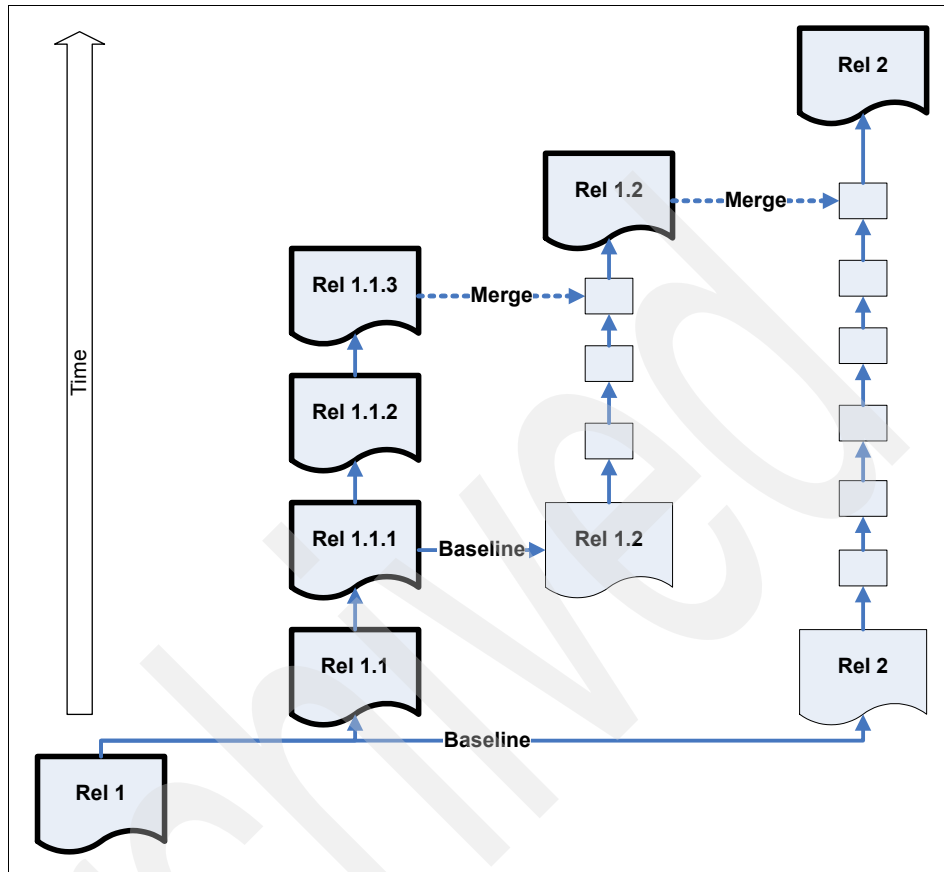 Rel 2
Rel 1.2
Merge
Rel 1.1.3
Merge
Time
Rel 1.1.2
Rel 1.1.1
Baseline
Rel 1.2
Rel 1.1
Rel 2
Baseline
Rel 1
Archived